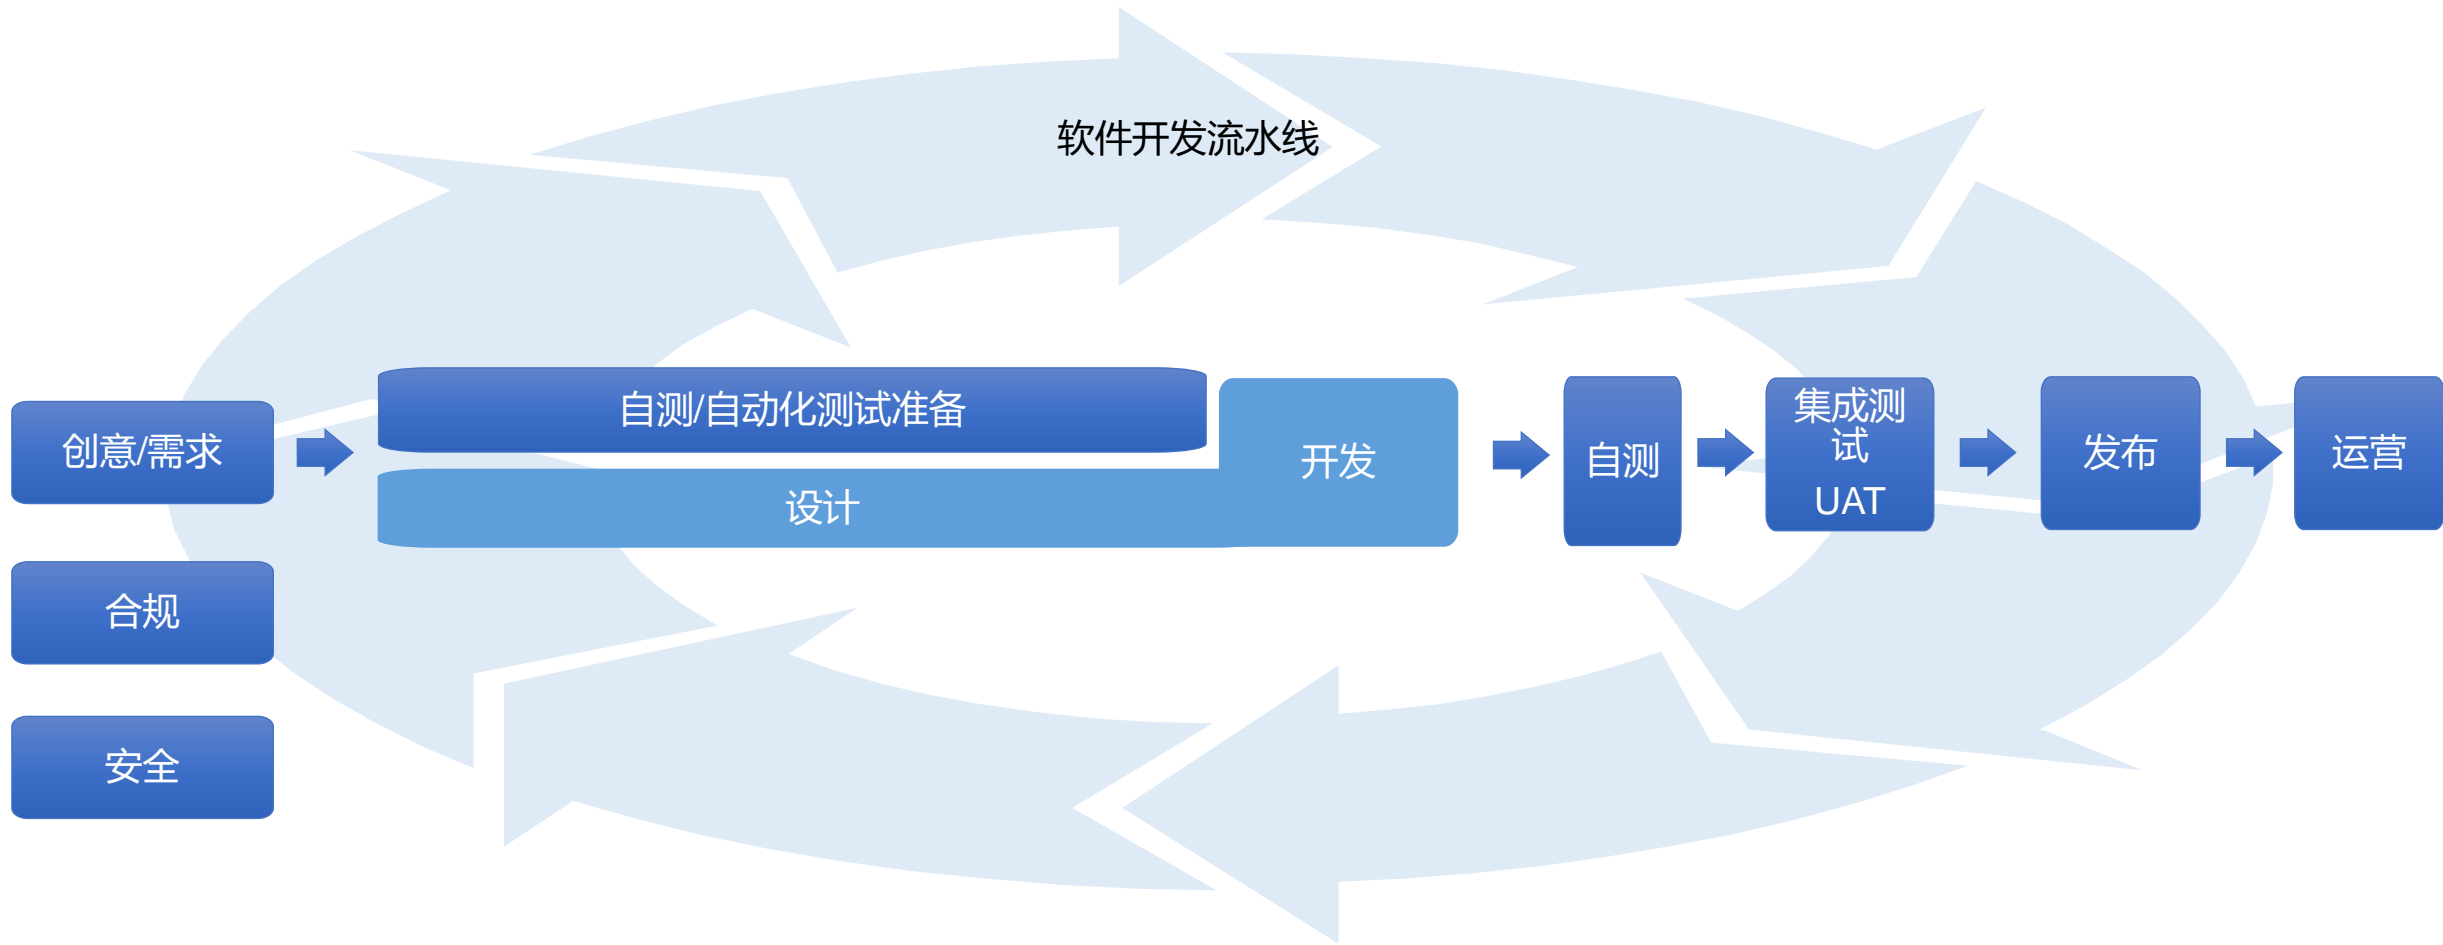 软件开发流水线
创意/需求
合规
安全
自测/自动化测试准备
设计
开发
自测
集成测
试
UAT
发布
运营